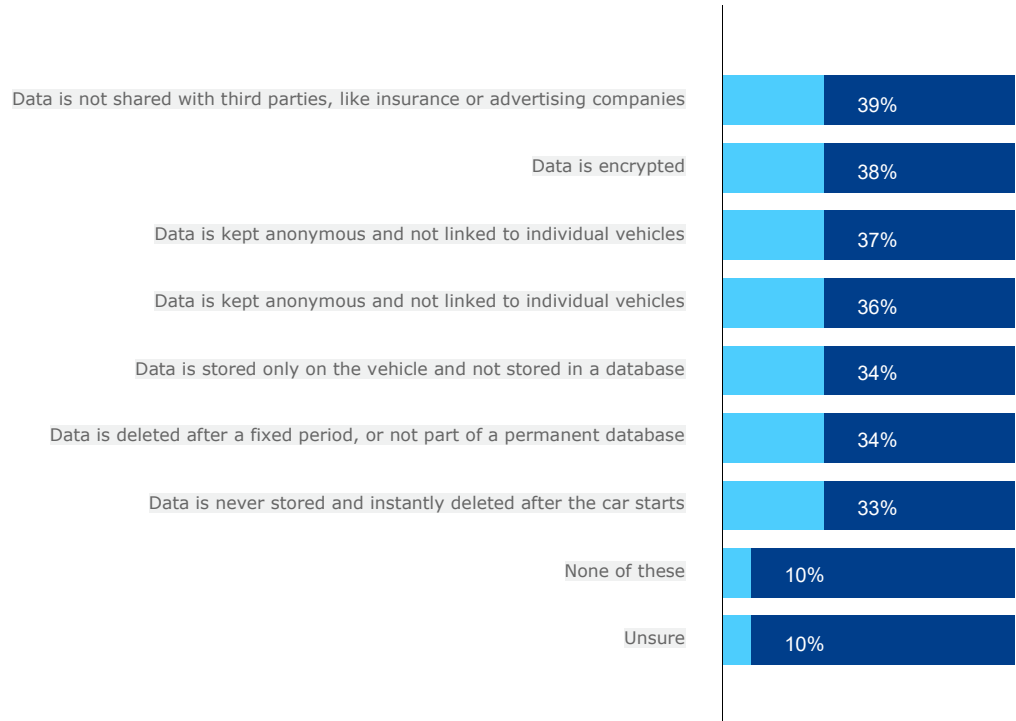 Data is not shared with third parties, like insurance or advertising companies 39%
Data is encrypted 38%
Data is kept anonymous and not linked to individual vehicles 37%
Data is kept anonymous and not linked to individual vehicles 36%
Data is stored only on the vehicle and not stored in a database 34%
Data is deleted after a fixed period, or not part of a permanent database 34%
Data is never stored and instantly deleted after the car starts 33%
None of these 10%
Unsure 10%